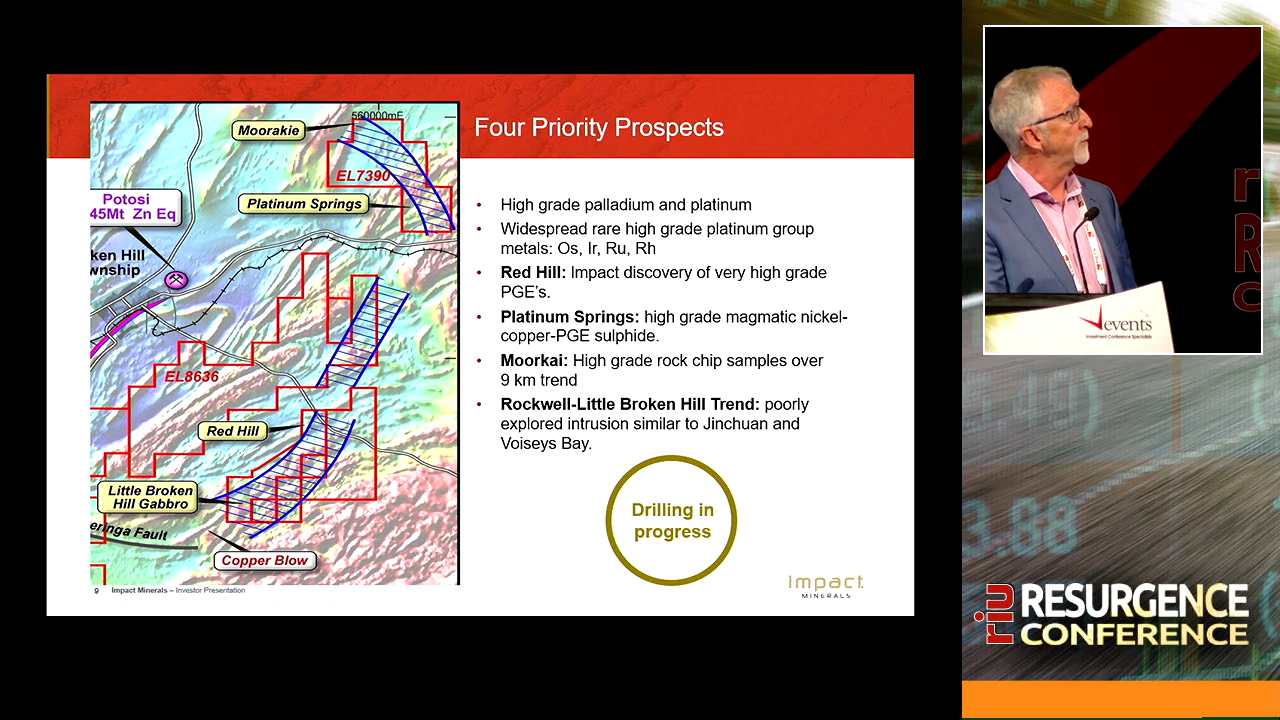 Four Priority Prospects
560000mE
Moorakie
EL7390
Platinum Springs
Potosi
45Mt Zn Eq
ken Hill
wnship
EL8636
Red Hill
Little Broken
Hill Gabbro
eringa Fault
Copper Blow
• High grade palladium and platinum
• Widespread rare high grade platinum group
metals: Os, Ir, Ru, Rh
• Red Hill: Impact discovery of very high grade
PGE's.
• Platinum Springs: high grade magmatic nickel-
copper-PGE sulphide.
• Moorkai: High grade rock chip samples over
9 km trend
• Rockwell-Little Broken Hill Trend: poorly
explored intrusion similar to Jinchuan and
Voiseys Bay.
Drilling in
progress
9 Impact Minerals – Investor Presentation
impact
MINERALS
r
R
C
Vevents
Investment Conference Specialists
3.88
riu
RESURGENCE
CONFERENCE